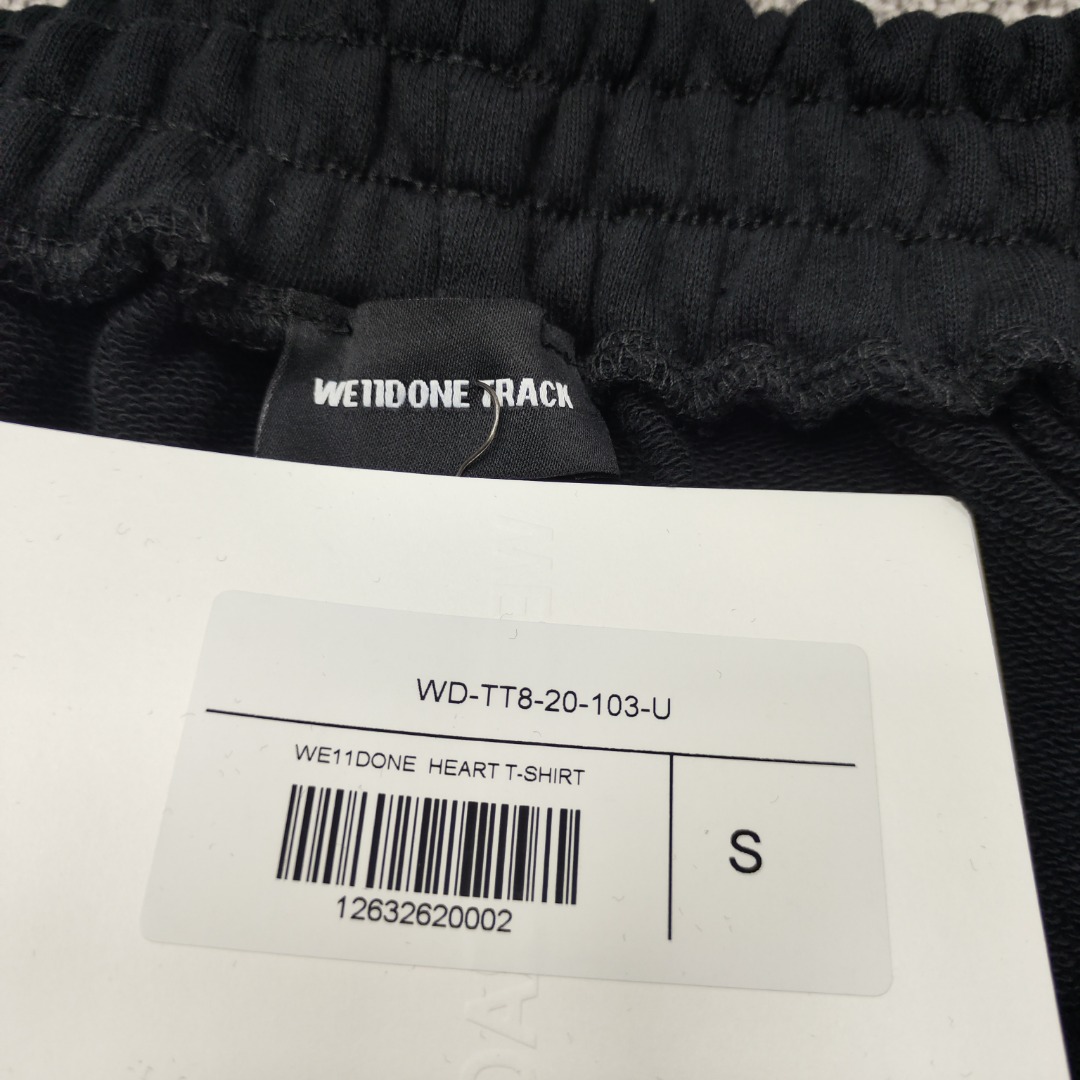 WE11DONE TRACK
WD-TT8-20-103-U
WE11DONE HEART T-SHIRT
S
12632620002